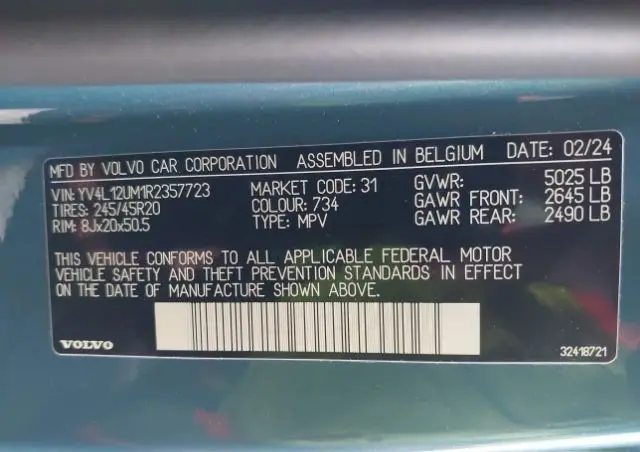 MFD BY VOLVO CAR CORPORATION ASSEMBLED IN BELGIUM DATE: 02/24
VIN: YV4L12UM1R2357723 MARKET CODE: 31 GVWR: 5025 LB
TIRES: 245/45R20 COLOUR: 734 GAWR FRONT: 2645 LB
RIM: 8Jx20x50.5 TYPE: MPV GAWR REAR: 2490 LB
THIS VEHICLE CONFORMS TO ALL APPLICABLE FEDERAL MOTOR
VEHICLE SAFETY AND THEFT PREVENTION STANDARDS IN EFFECT
ON THE DATE OF MANUFACTURE SHOWN ABOVE.
VOLVO 32418721